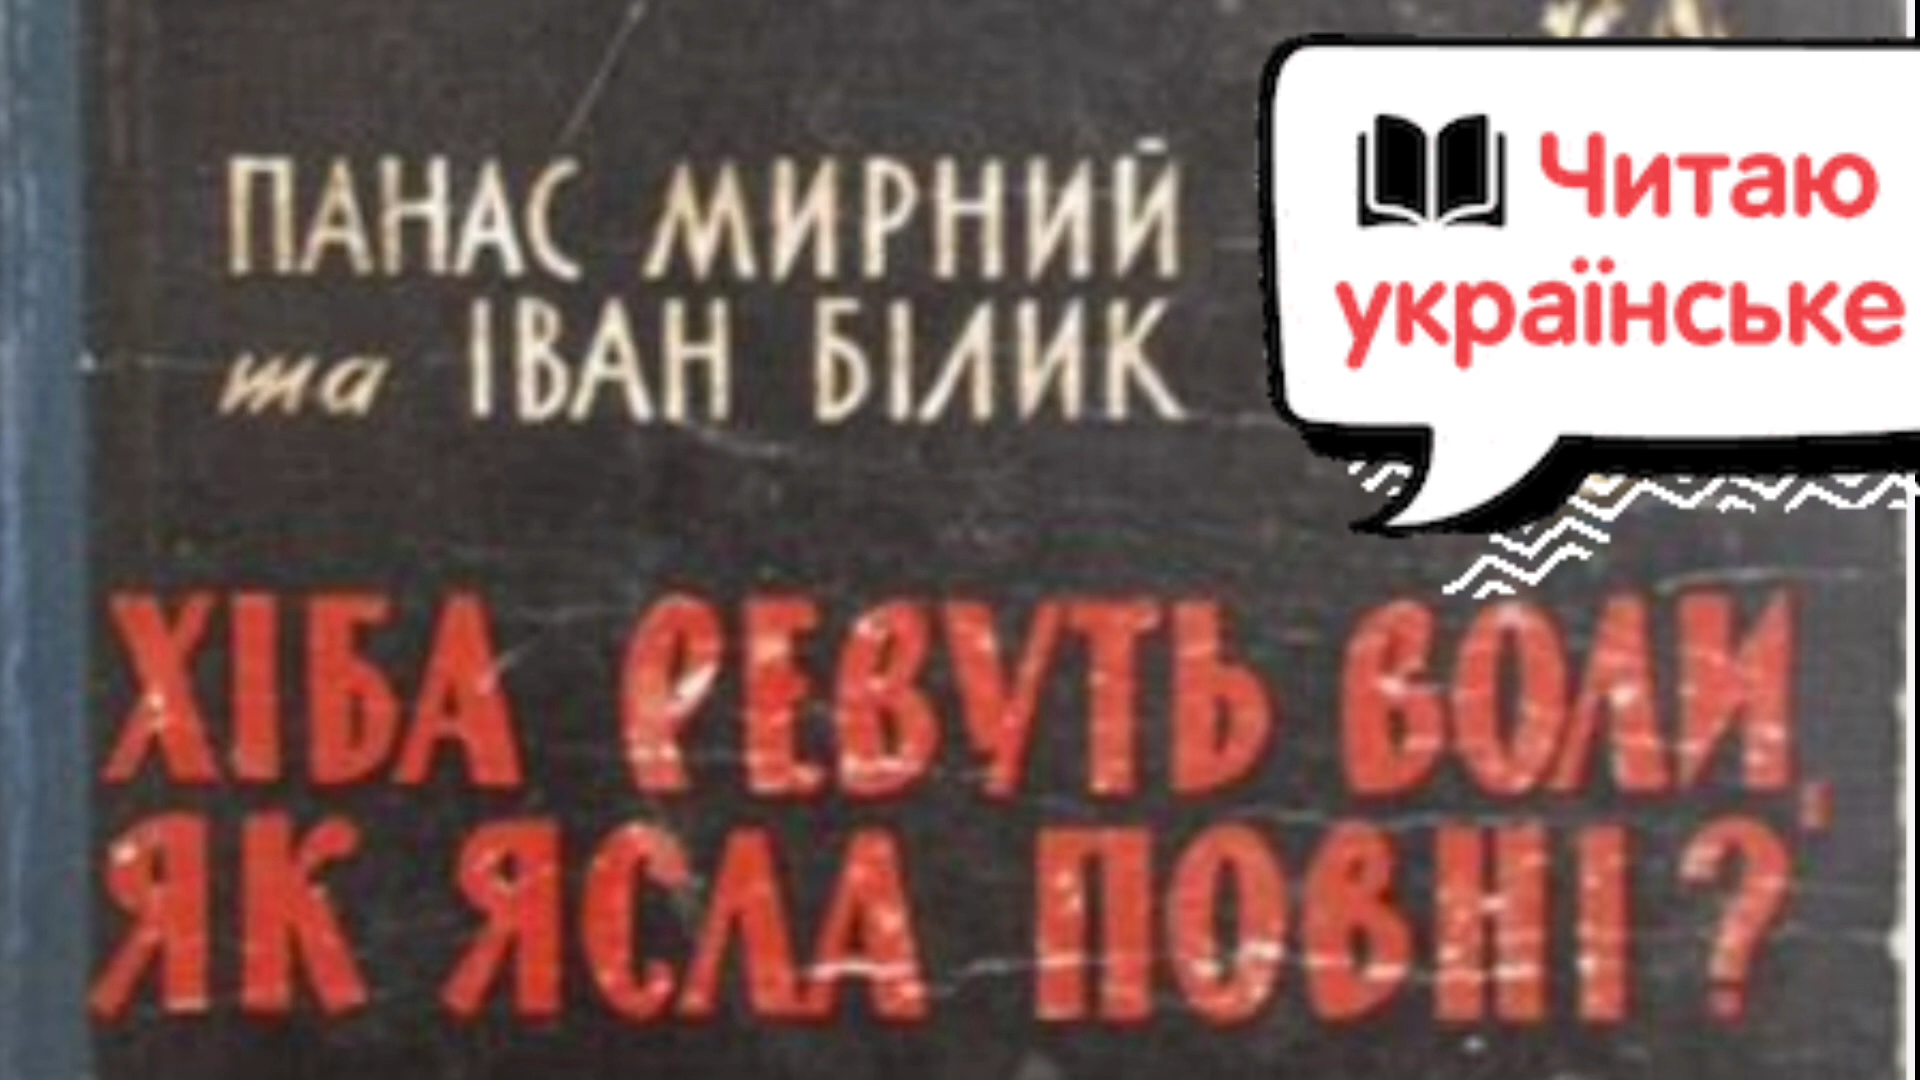 ПАНАС МИРНИЙ
та ІВАН БІЛИК
Читаю
українське
ХІБА РЕВУТЬ ВОЛИ,
ЯК ЯСЛА ПОВНІ?